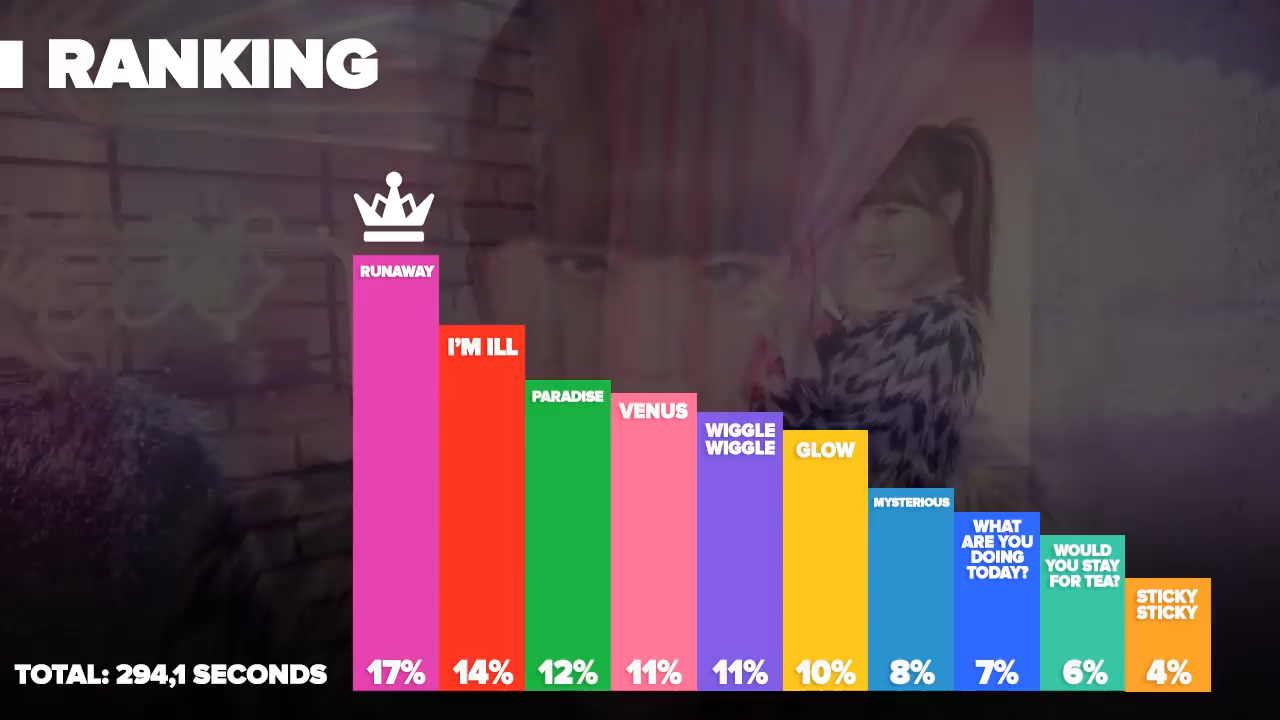 RANKING
RUNAWAY
I'M ILL
PARADISE
VENUS
WIGGLE
WIGGLE
GLOW
MYSTERIOUS
WHAT
ARE YOU
DOING
TODAY?
WOULD
YOU STAY
FOR TEA?
STICKY
STICKY
TOTAL: 294,1 SECONDS
17%
14%
12%
11%
11%
10%
8%
7%
6%
4%